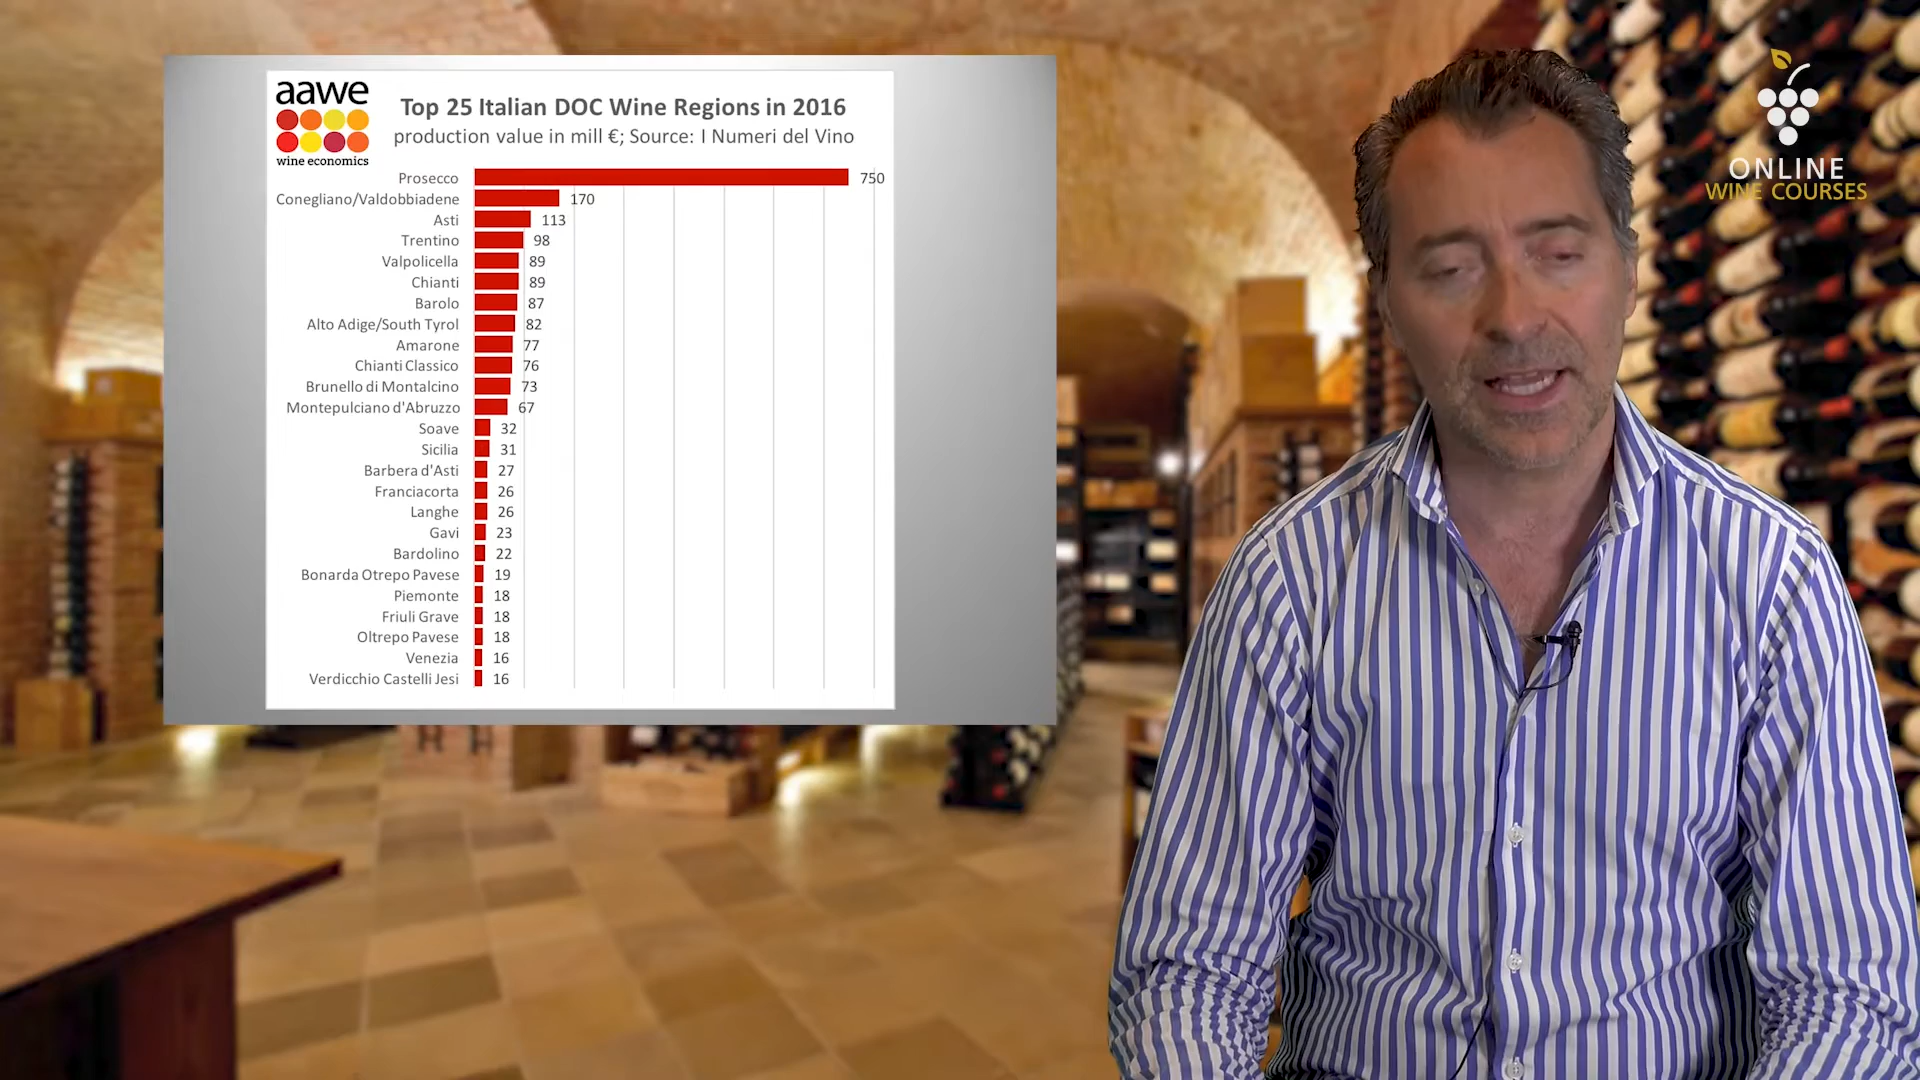 aawe
wine economics
Top 25 Italian DOC Wine Regions in 2016
production value in mill €; Source: I Numeri del Vino
Prosecco 750
Conegliano/Valdobbiadene 170
Asti 113
Trentino 98
Valpolicella 89
Chianti 89
Barolo 87
Alto Adige/South Tyrol 82
Amarone 77
Chianti Classico 76
Brunello di Montalcino 73
Montepulciano d'Abruzzo 67
Soave 32
Sicilia 31
Barbera d'Asti 27
Franciacorta 26
Langhe 26
Gavi 23
Bardolino 22
Bonarda Otrepo Pavese 19
Piemonte 18
Friuli Grave 18
Oltrepo Pavese 18
Venezia 16
Verdicchio Castelli Jesi 16
ONLINE
WINE COURSES